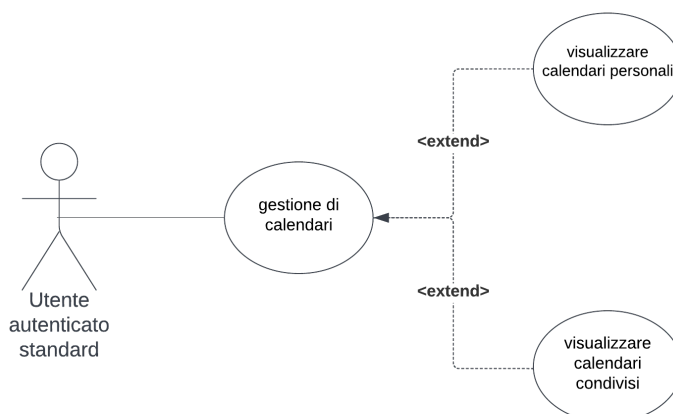 visualizzare
calendari personali
<extend>
gestione di
calendari
<extend>
Utente
autenticato
standard
visualizzare
calendari
condivisi